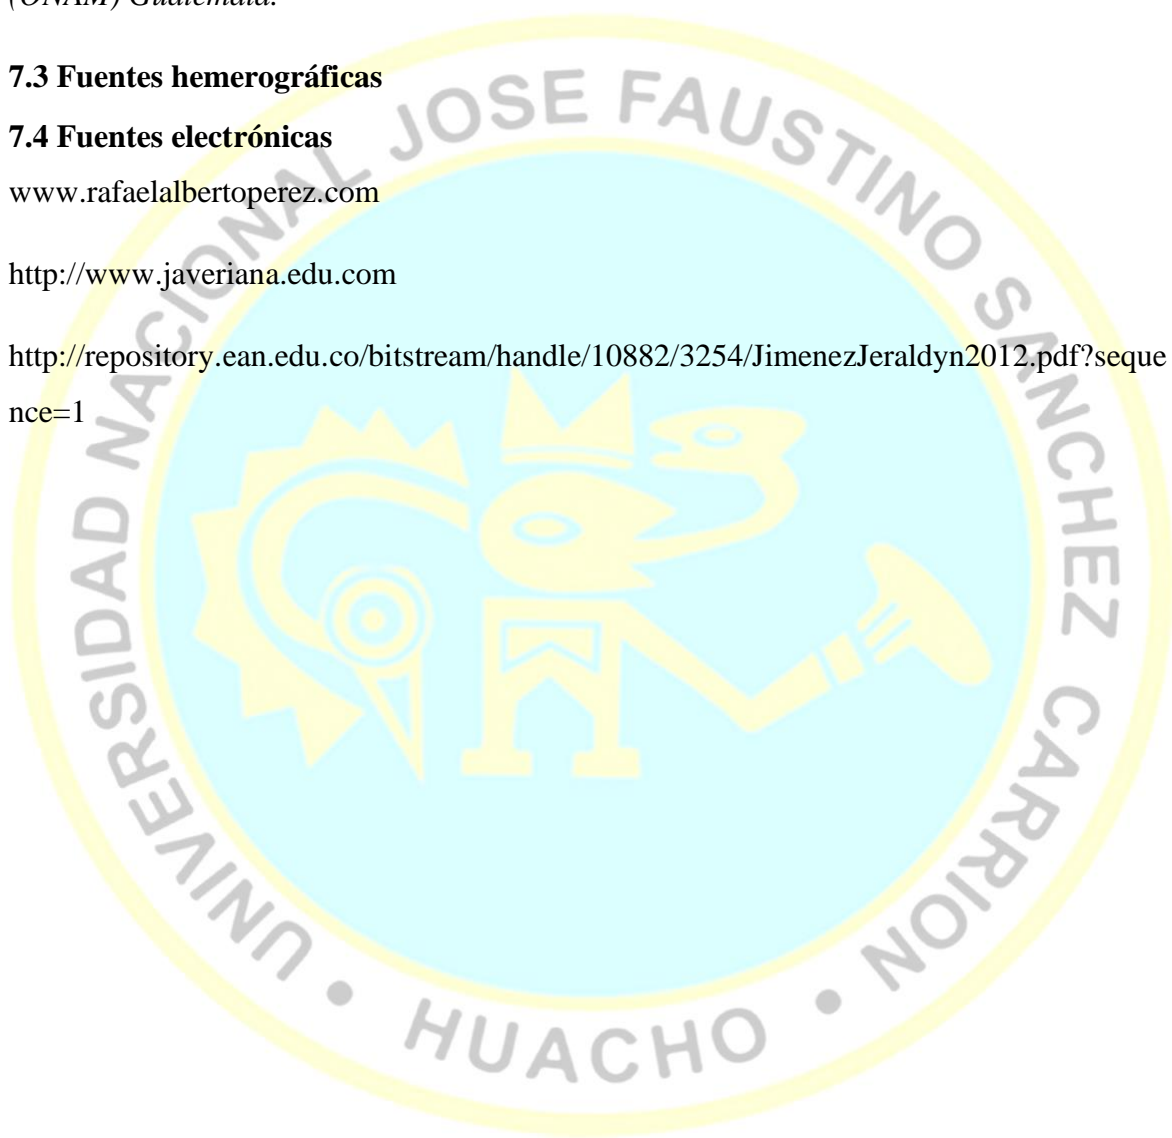 (ONAM) Guatemala.
7.3 Fuentes hemerográficas
7.4 Fuentes electrónicas
www.rafaelalbertoperez.com
http://www.javeriana.edu.com
http://repository.ean.edu.co/bitstream/handle/10882/3254/JimenezJeraldyn2012.pdf?seque
nce=1
UNIVERSIDAD NACIONAL JOSE FAUSTINO SANCHEZ CARRION • HUACHO •